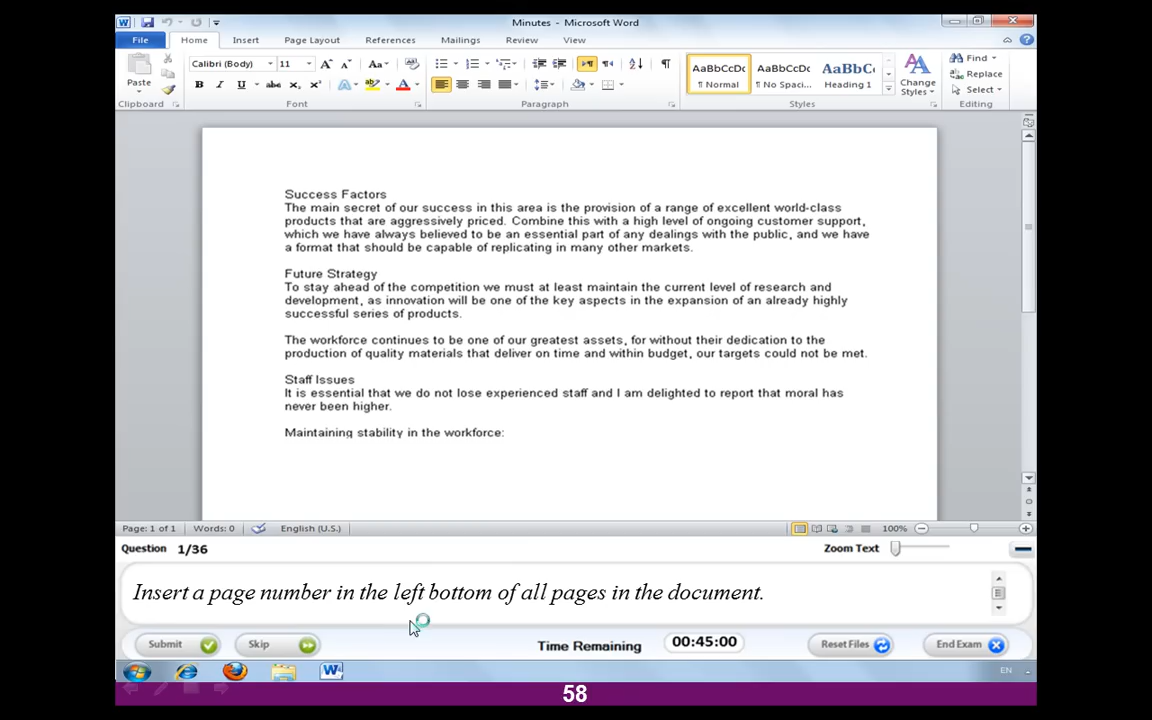 Minutes - Microsoft Word
File Home Insert Page Layout References Mailings Review View
Calibri (Body) 11
Paste
Clipboard Font Paragraph Styles Editing
AaBbCcDc AaBbCcDc AaBbC
¶ Normal ¶ No Spaci... Heading 1
Change
Styles
Find
Replace
Select
Success Factors
The main secret of our success in this area is the provision of a range of excellent world-class
products that are aggressively priced. Combine this with a high level of ongoing customer support,
which we have always believed to be an essential part of any dealings with the public, and we have
a format that should be capable of replicating in many other markets.
Future Strategy
To stay ahead of the competition we must at least maintain the current level of research and
development, as innovation will be one of the key aspects in the expansion of an already highly
successful series of products.
The workforce continues to be one of our greatest assets, for without their dedication to the
production of quality materials that deliver on time and within budget, our targets could not be met.
Staff Issues
It is essential that we do not lose experienced staff and I am delighted to report that moral has
never been higher.
Maintaining stability in the workforce:
Page: 1 of 1 Words: 0 English (U.S.) 100%
Question 1/36 Zoom Text
Insert a page number in the left bottom of all pages in the document.
Submit Skip Time Remaining 00:45:00 Reset Files End Exam
EN
58